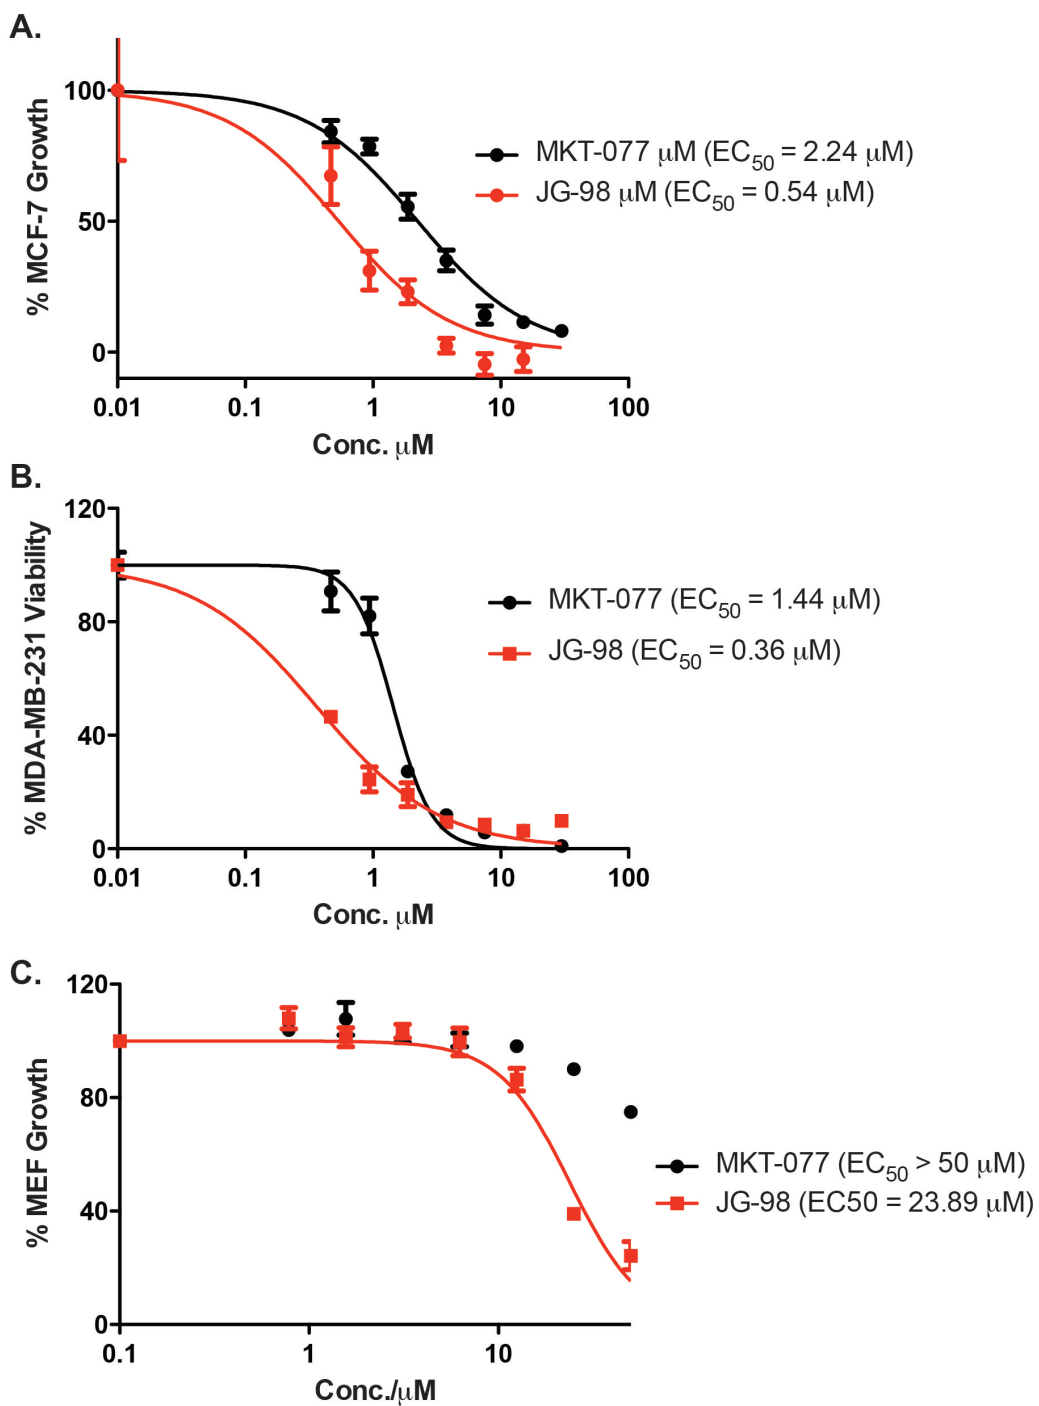 A.
% MCF-7 Growth
100
50
0
0.01 0.1 1 10 100
Conc. μM
MKT-077 μM (EC50 = 2.24 μM)
JG-98 μM (EC50 = 0.54 μM)
B.
% MDA-MB-231 Viability
120
80
40
0
0.01 0.1 1 10 100
Conc. μM
MKT-077 (EC50 = 1.44 μM)
JG-98 (EC50 = 0.36 μM)
C.
% MEF Growth
120
80
40
0
0.1 1 10
Conc./μM
MKT-077 (EC50 > 50 μM)
JG-98 (EC50 = 23.89 μM)